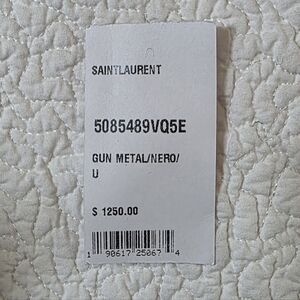 SAINTLAURENT
5085489VQ5E
GUN METAL/NERO/
U
$ 1250.00
1 90617 25067 4